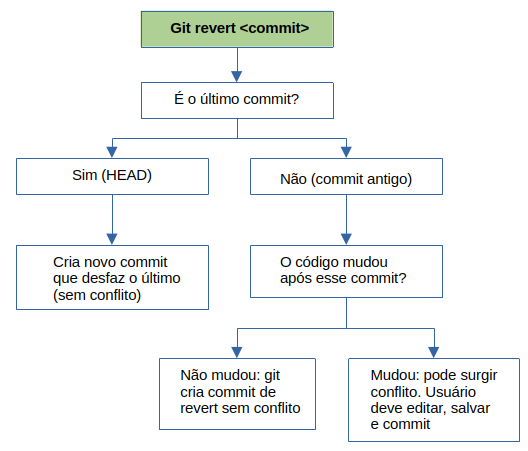 Git revert <commit>
É o último commit?
Sim (HEAD)
Não (commit antigo)
Cria novo commit
que desfaz o último
(sem conflito)
O código mudou
após esse commit?
Não mudou: git
cria commit de
revert sem conflito
Mudou: pode surgir
conflito. Usuário
deve editar, salvar
e commit